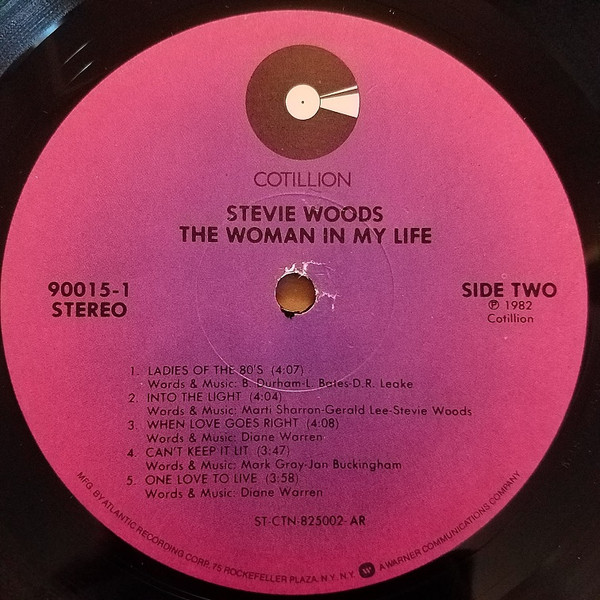 COTILLION
STEVIE WOODS
THE WOMAN IN MY LIFE
90015-1
STEREO
SIDE TWO
Ⓟ 1982
Cotillion
1. LADIES OF THE 80'S (4:07)
Words & Music: B. Durham-L. Bates-D.R. Leake
2. INTO THE LIGHT (4:04)
Words & Music: Marti Sharron-Gerald Lee-Stevie Woods
3. WHEN LOVE GOES RIGHT (4:08)
Words & Music: Diane Warren
4. CAN'T KEEP IT LIT (3:47)
Words & Music: Mark Gray-Jan Buckingham
5. ONE LOVE TO LIVE (3:58)
Words & Music: Diane Warren
ST-CTN-825002-AR
MFG. BY ATLANTIC RECORDING CORP. 75 ROCKEFELLER PLAZA, N.Y. N.Y. W A WARNER COMMUNICATIONS COMPANY